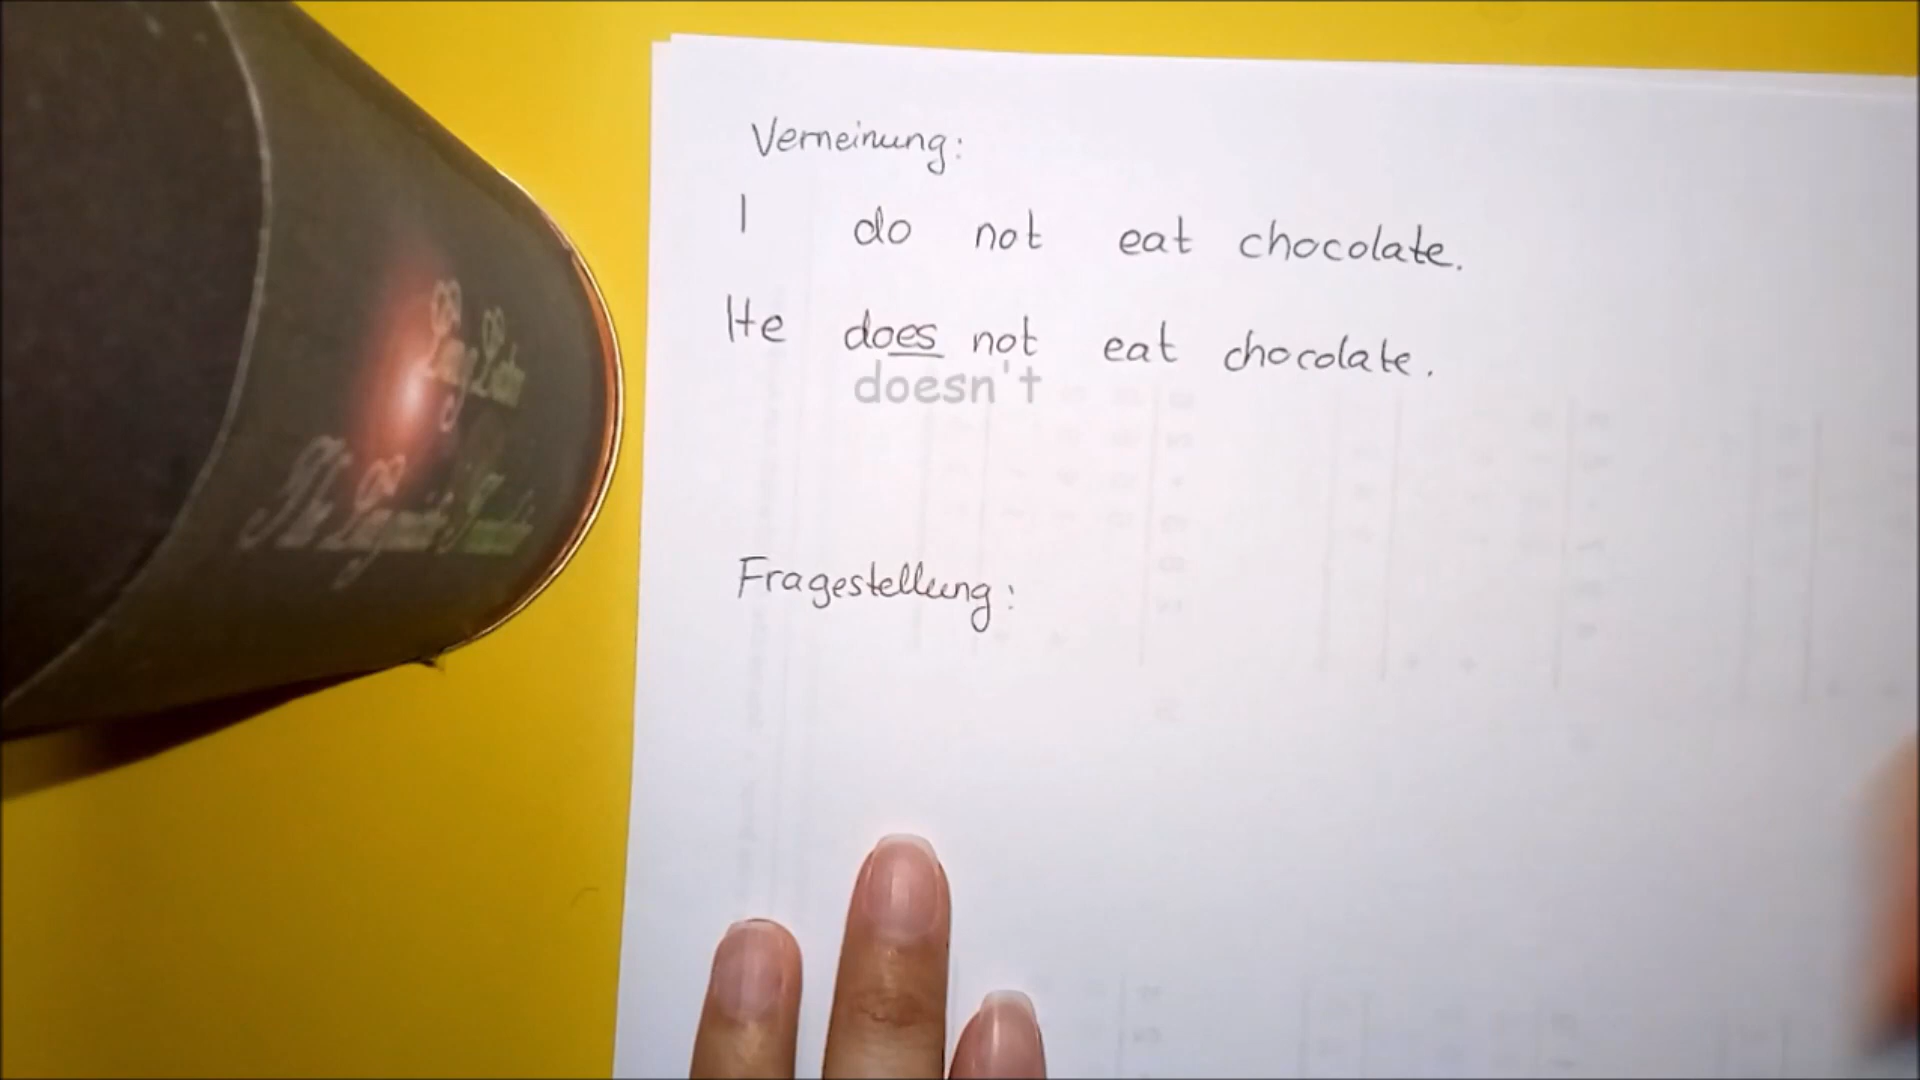 Verneinung:
I do not eat chocolate.
He does not eat chocolate.
doesn't
Fragestellung: